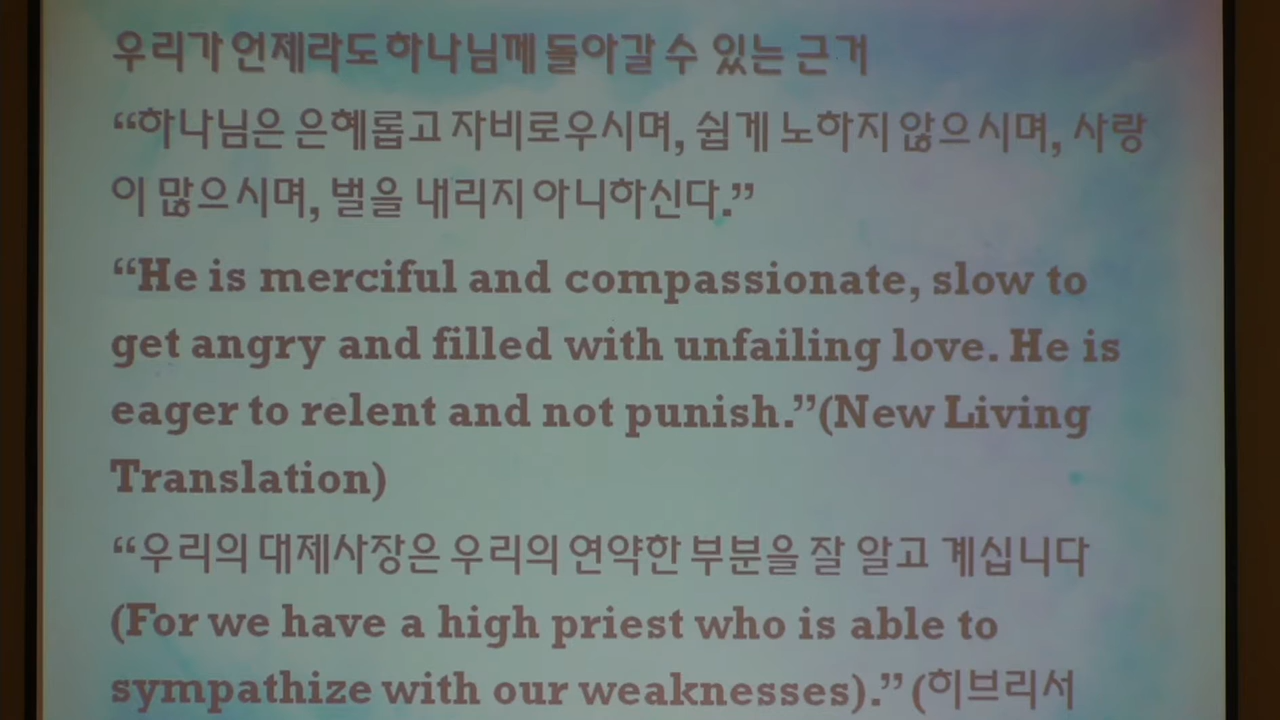 우리가 언제라도 하나님께 돌아갈 수 있는 근거
“하나님은 은혜롭고 자비로우시며, 쉽게 노하지 않으시며, 사랑
이 많으시며, 벌을 내리지 아니하신다.”
“He is merciful and compassionate, slow to
get angry and filled with unfailing love. He is
eager to relent and not punish.”(New Living
Translation)
“우리의 대제사장은 우리의 연약한 부분을 잘 알고 계십니다
(For we have a high priest who is able to
sympathize with our weaknesses).” (히브리서